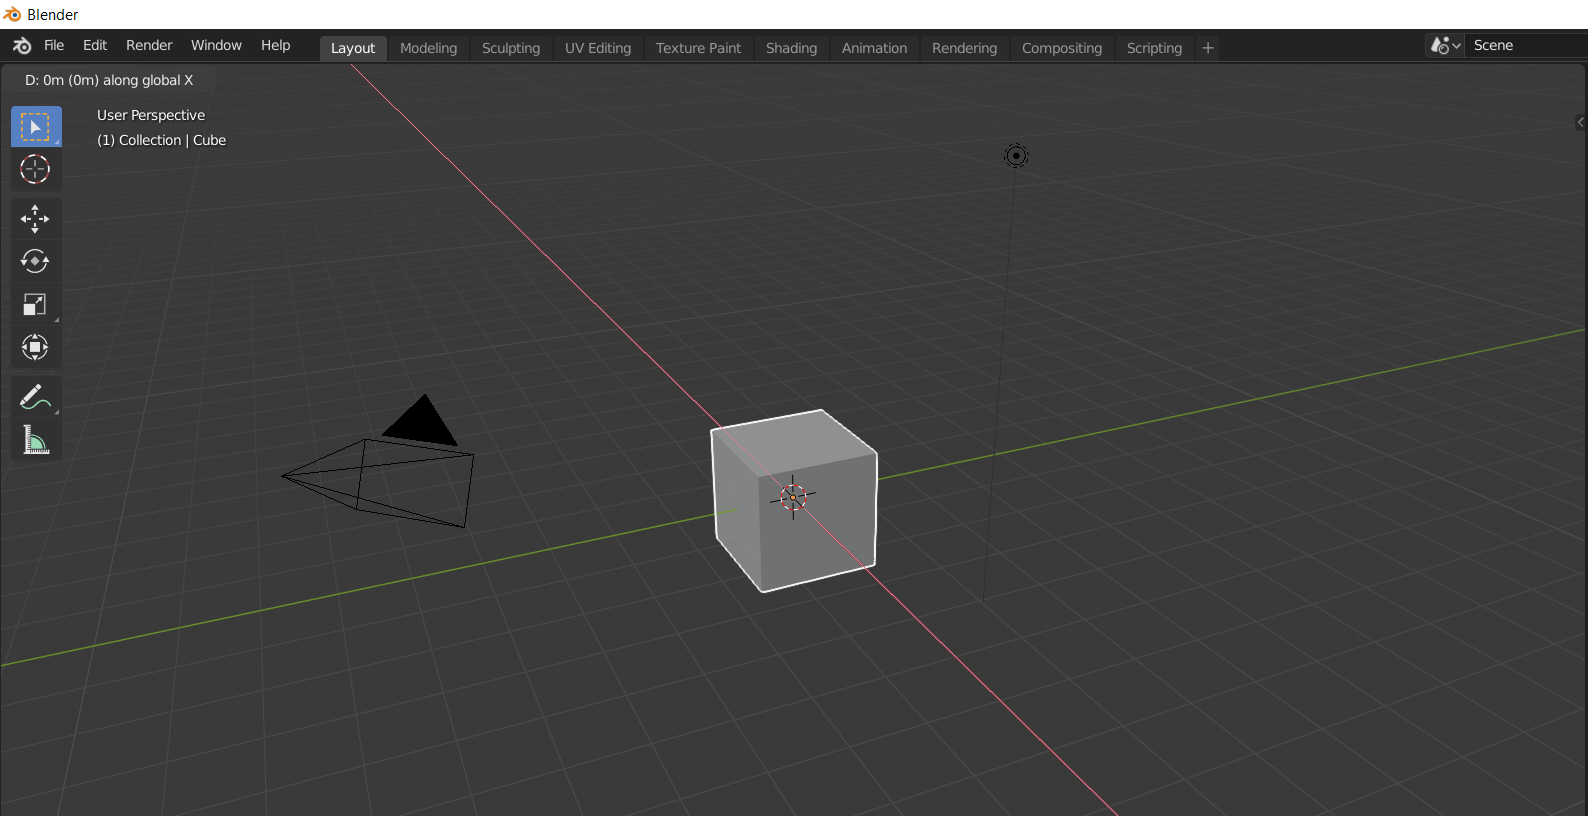 Blender
File Edit Render Window Help Layout Modeling Sculpting UV Editing Texture Paint Shading Animation Rendering Compositing Scripting + Scene
D: 0m (0m) along global X
User Perspective
(1) Collection | Cube